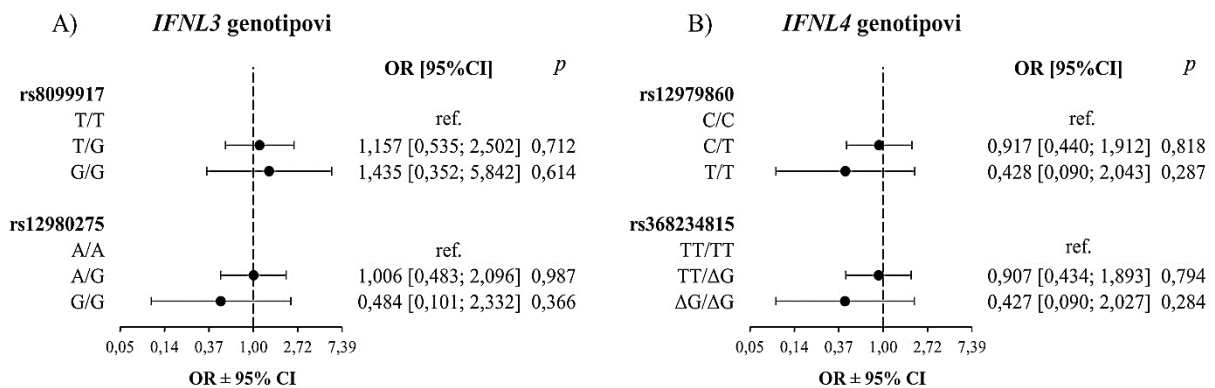 A) IFNL3 genotipovi
OR [95%CI] p
rs8099917
T/T ref.
T/G 1,157 [0,535; 2,502] 0,712
G/G 1,435 [0,352; 5,842] 0,614
rs12980275
A/A ref.
A/G 1,006 [0,483; 2,096] 0,987
G/G 0,484 [0,101; 2,332] 0,366
0,05 0,14 0,37 1,00 2,72 7,39
OR ± 95% CI
B) IFNL4 genotipovi
OR [95%CI] p
rs12979860
C/C ref.
C/T 0,917 [0,440; 1,912] 0,818
T/T 0,428 [0,090; 2,043] 0,287
rs368234815
TT/TT ref.
TT/ΔG 0,907 [0,434; 1,893] 0,794
ΔG/ΔG 0,427 [0,090; 2,027] 0,284
0,05 0,14 0,37 1,00 2,72 7,39
OR ± 95% CI